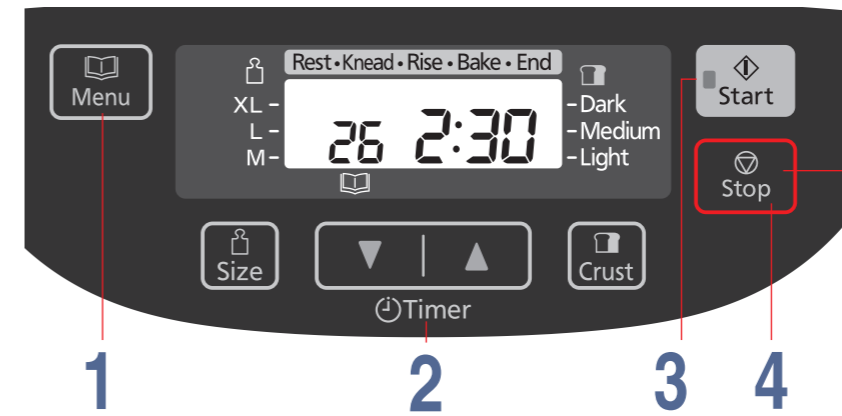 Menu
Rest • Knead • Rise • Bake • End
XL -
L -
M -
26 2:30
- Dark
- Medium
- Light
Start
Stop
Size
Timer
Crust
1
2
3
4